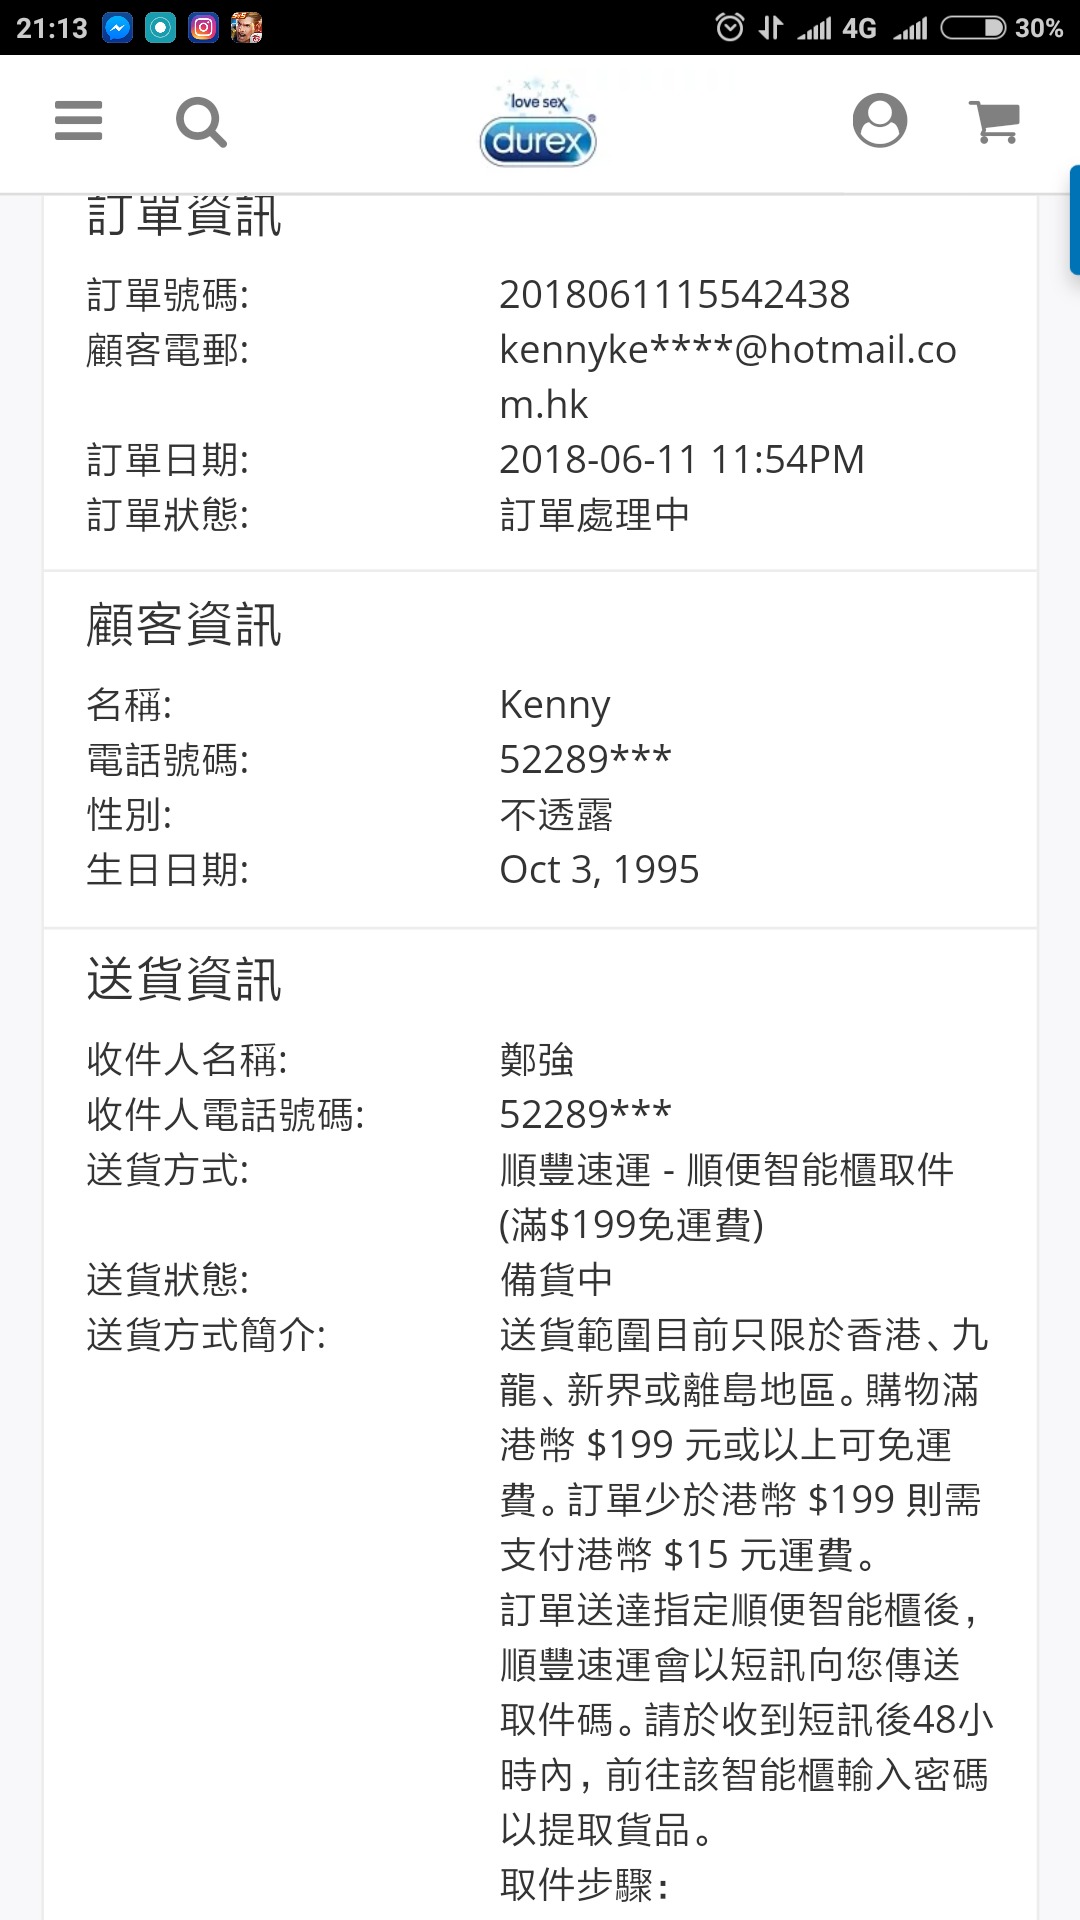 21:13
4G
30%
love sex
durex®
訂單資訊
訂單號碼: 2018061115542438
顧客電郵: kennyke****@hotmail.co
m.hk
訂單日期: 2018-06-11 11:54PM
訂單狀態: 訂單處理中
顧客資訊
名稱: Kenny
電話號碼: 52289***
性別: 不透露
生日日期: Oct 3, 1995
送貨資訊
收件人名稱: 鄭強
收件人電話號碼: 52289***
送貨方式: 順豐速運 - 順便智能櫃取件
(滿$199免運費)
送貨狀態: 備貨中
送貨方式簡介: 送貨範圍目前只限於香港、九
龍、新界或離島地區。購物滿
港幣 $199 元或以上可免運
費。訂單少於港幣 $199 則需
支付港幣 $15 元運費。
訂單送達指定順便智能櫃後,
順豐速運會以短訊向您傳送
取件碼。請於收到短訊後48小
時內, 前往該智能櫃輸入密碼
以提取貨品。
取件步驟: